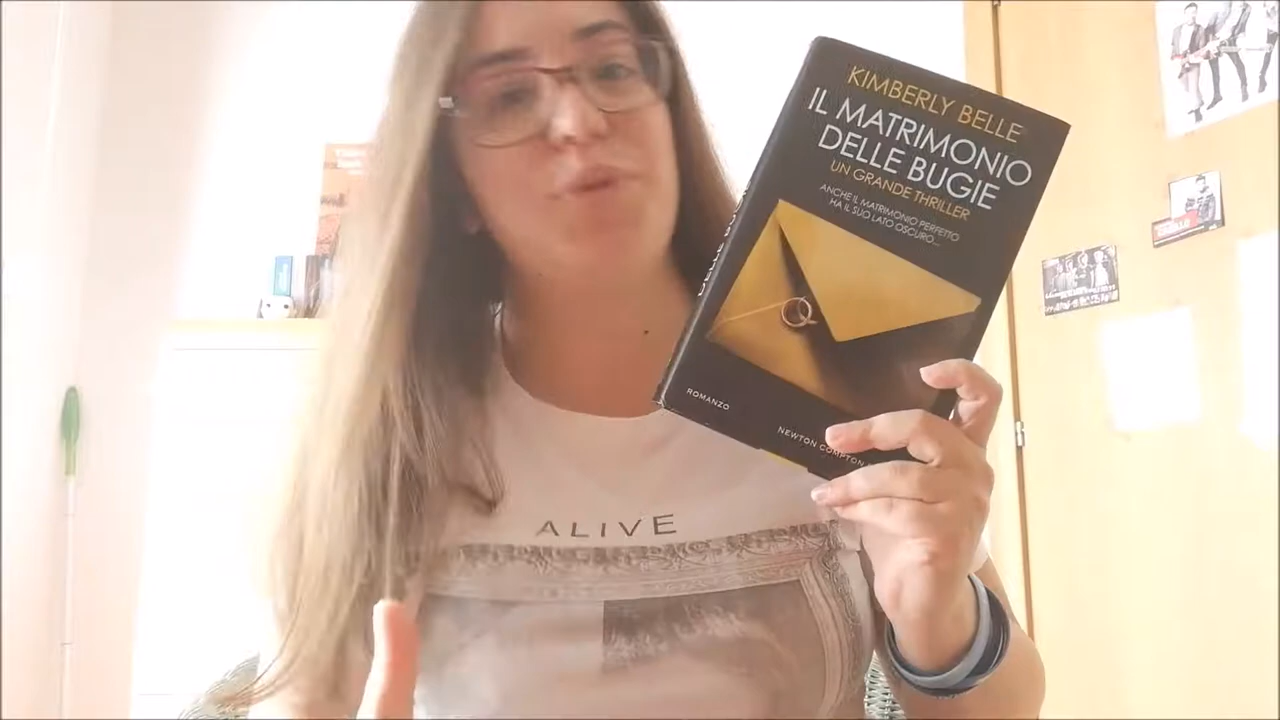 KIMBERLY BELLE
IL MATRIMONIO
DELLE BUGIE
UN GRANDE THRILLER
ANCHE IL MATRIMONIO PERFETTO
HA IL SUO LATO OSCURO...
ROMANZO
NEWTON COMPTON
ALIVE